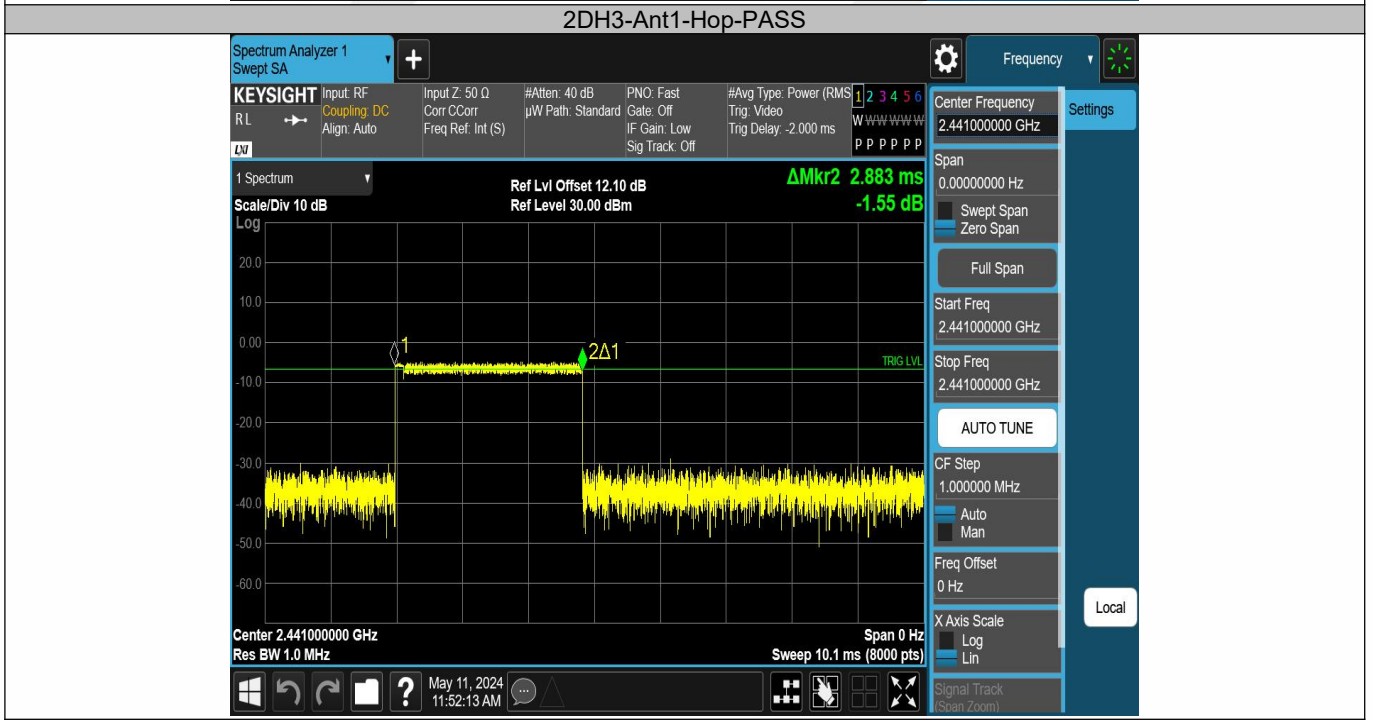 2DH3-Ant1-Hop-PASS
Spectrum Analyzer 1
Swept SA
+
Frequency
KEYSIGHT
RL
LXI
Input: RF
Coupling: DC
Align: Auto
Input Z: 50 Ω
Corr CCorr
Freq Ref: Int (S)
#Atten: 40 dB
µW Path: Standard
PNO: Fast
Gate: Off
IF Gain: Low
Sig Track: Off
#Avg Type: Power (RMS
Trig: Video
Trig Delay: -2.000 ms
1 2 3 4 5 6
W W W W W W
P P P P P P
Center Frequency
2.441000000 GHz
Settings
1 Spectrum
Scale/Div 10 dB
Log
Ref Lvl Offset 12.10 dB
Ref Level 30.00 dBm
ΔMkr2 2.883 ms
-1.55 dB
Span
0.00000000 Hz
Swept Span
Zero Span
Full Span
Start Freq
2.441000000 GHz
Stop Freq
2.441000000 GHz
AUTO TUNE
CF Step
1.000000 MHz
Auto
Man
Freq Offset
0 Hz
X Axis Scale
Log
Lin
Signal Track
(Span Zoom)
Local
20.0
10.0
0.00
-10.0
-20.0
-30.0
-40.0
-50.0
-60.0
1
2Δ1
TRIG LVL
Center 2.441000000 GHz
Res BW 1.0 MHz
Span 0 Hz
Sweep 10.1 ms (8000 pts)
?
May 11, 2024
11:52:13 AM